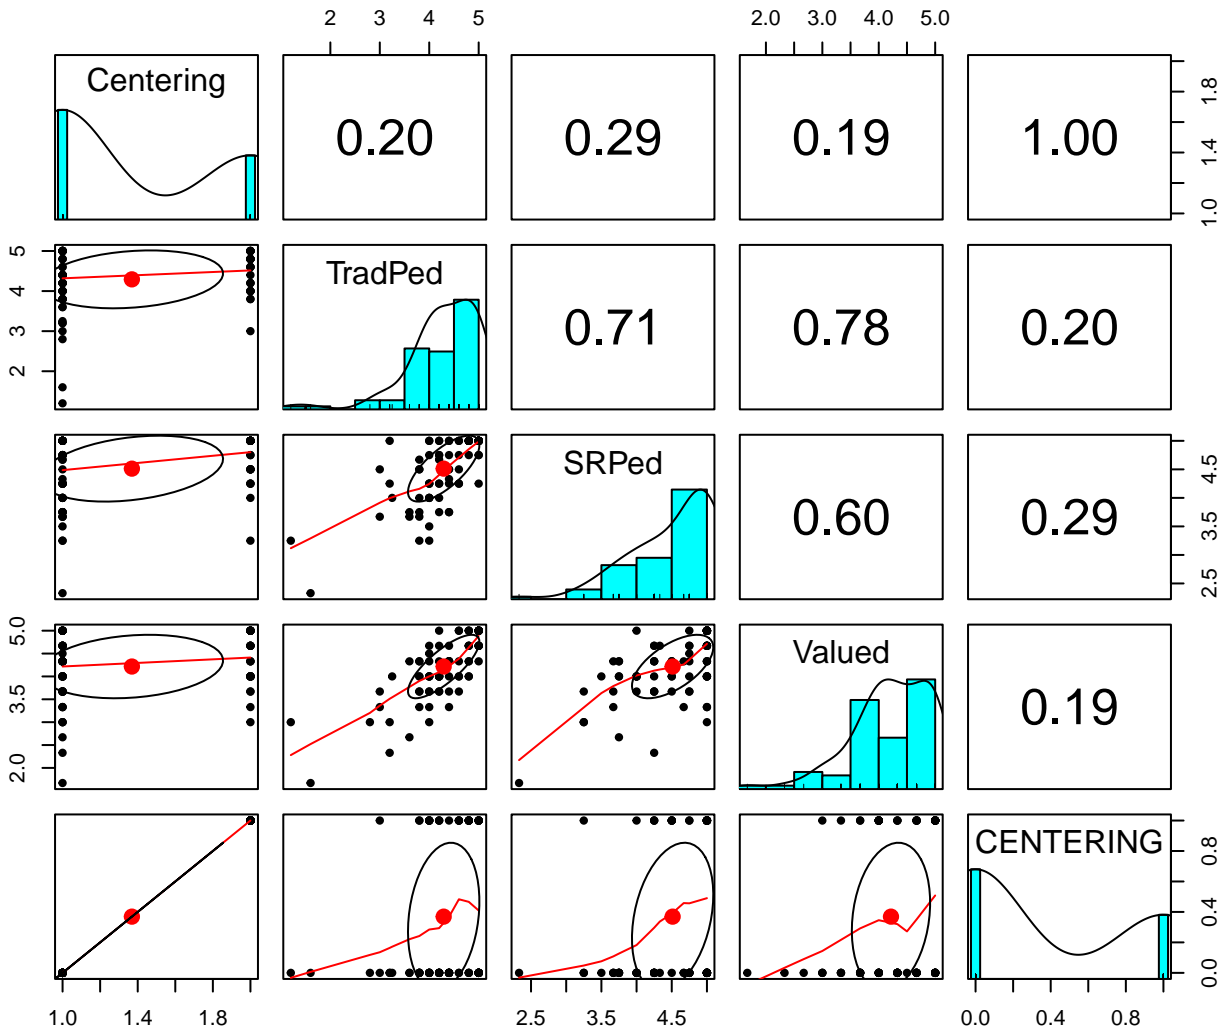 2 3 4 5 2.0 3.0 4.0 5.0
Centering 0.20 0.29 0.19 1.00 1.0 1.4 1.8
2 3 4 5 TradPed 0.71 0.78 0.20
SRPed 0.60 0.29 2.5 3.5 4.5
2.0 3.5 5.0 Valued 0.19
CENTERING 0.0 0.4 0.8
1.0 1.4 1.8 2.5 3.5 4.5 0.0 0.4 0.8